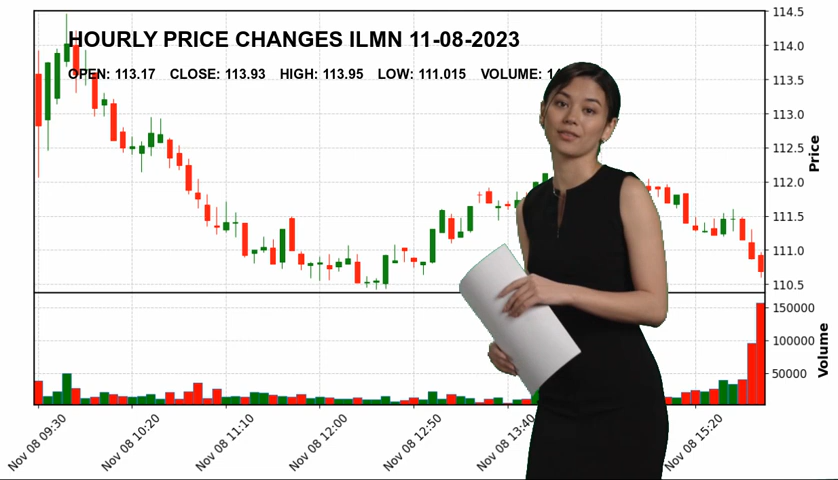 HOURLY PRICE CHANGES ILMN 11-08-2023
OPEN: 113.17 CLOSE: 113.93 HIGH: 113.95 LOW: 111.015 VOLUME:
114.5
114.0
113.5
113.0
112.5
112.0
111.5
111.0
110.5
Price
150000
100000
50000
Volume
Nov 08 09:30
Nov 08 10:20
Nov 08 11:10
Nov 08 12:00
Nov 08 12:50
Nov 08 13:40
Nov 08 15:20